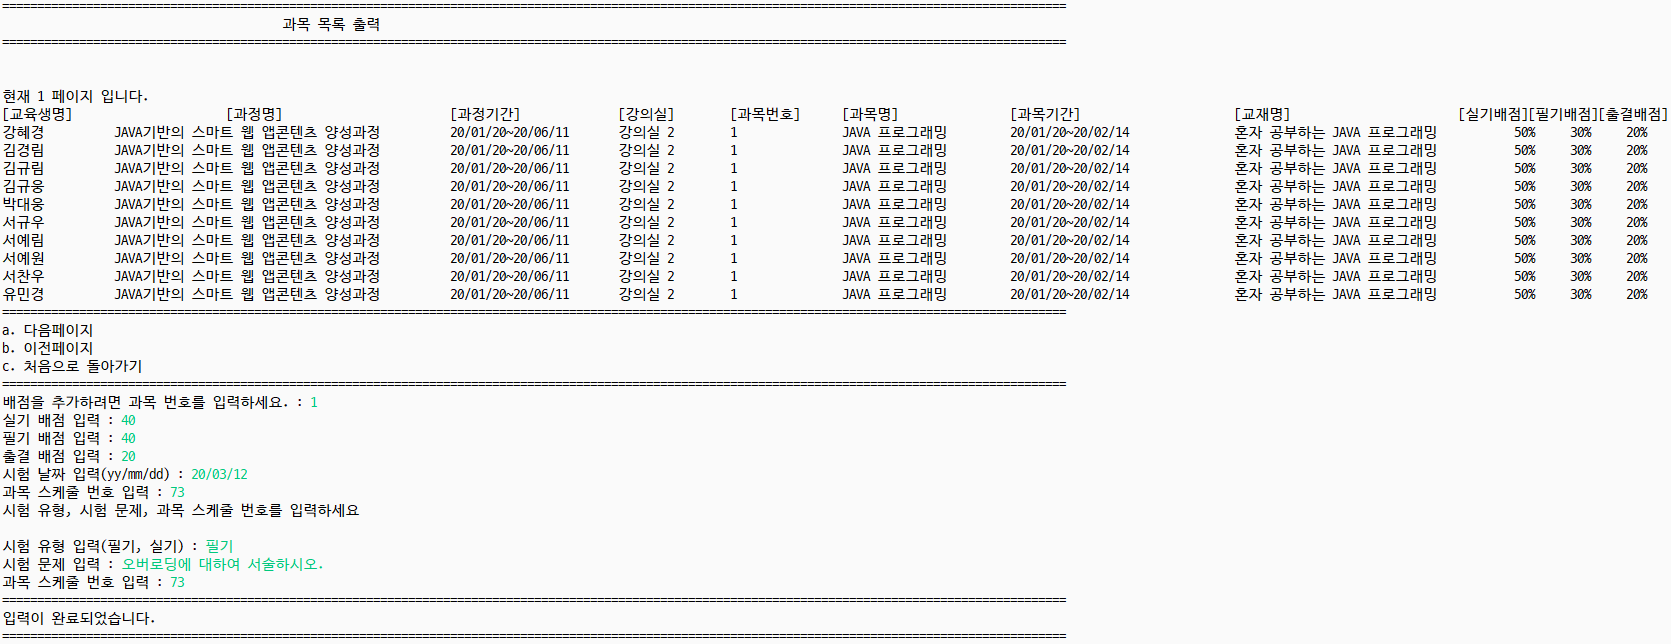 ========================================================================================================================================================
과목 목록 출력
========================================================================================================================================================
현재 1 페이지 입니다.
[교육생명] [과정명] [과정기간] [강의실] [과목번호] [과목명] [과목기간] [교재명] [실기배점][필기배점][출결배점]
강혜경 JAVA기반의 스마트 웹 앱콘텐츠 양성과정 20/01/20~20/06/11 강의실 2 1 JAVA 프로그래밍 20/01/20~20/02/14 혼자 공부하는 JAVA 프로그래밍 50% 30% 20%
김경림 JAVA기반의 스마트 웹 앱콘텐츠 양성과정 20/01/20~20/06/11 강의실 2 1 JAVA 프로그래밍 20/01/20~20/02/14 혼자 공부하는 JAVA 프로그래밍 50% 30% 20%
김규림 JAVA기반의 스마트 웹 앱콘텐츠 양성과정 20/01/20~20/06/11 강의실 2 1 JAVA 프로그래밍 20/01/20~20/02/14 혼자 공부하는 JAVA 프로그래밍 50% 30% 20%
김규웅 JAVA기반의 스마트 웹 앱콘텐츠 양성과정 20/01/20~20/06/11 강의실 2 1 JAVA 프로그래밍 20/01/20~20/02/14 혼자 공부하는 JAVA 프로그래밍 50% 30% 20%
박대웅 JAVA기반의 스마트 웹 앱콘텐츠 양성과정 20/01/20~20/06/11 강의실 2 1 JAVA 프로그래밍 20/01/20~20/02/14 혼자 공부하는 JAVA 프로그래밍 50% 30% 20%
서규우 JAVA기반의 스마트 웹 앱콘텐츠 양성과정 20/01/20~20/06/11 강의실 2 1 JAVA 프로그래밍 20/01/20~20/02/14 혼자 공부하는 JAVA 프로그래밍 50% 30% 20%
서예림 JAVA기반의 스마트 웹 앱콘텐츠 양성과정 20/01/20~20/06/11 강의실 2 1 JAVA 프로그래밍 20/01/20~20/02/14 혼자 공부하는 JAVA 프로그래밍 50% 30% 20%
서예원 JAVA기반의 스마트 웹 앱콘텐츠 양성과정 20/01/20~20/06/11 강의실 2 1 JAVA 프로그래밍 20/01/20~20/02/14 혼자 공부하는 JAVA 프로그래밍 50% 30% 20%
서찬우 JAVA기반의 스마트 웹 앱콘텐츠 양성과정 20/01/20~20/06/11 강의실 2 1 JAVA 프로그래밍 20/01/20~20/02/14 혼자 공부하는 JAVA 프로그래밍 50% 30% 20%
유민경 JAVA기반의 스마트 웹 앱콘텐츠 양성과정 20/01/20~20/06/11 강의실 2 1 JAVA 프로그래밍 20/01/20~20/02/14 혼자 공부하는 JAVA 프로그래밍 50% 30% 20%
========================================================================================================================================================
a. 다음페이지
b. 이전페이지
c. 처음으로 돌아가기
========================================================================================================================================================
배점을 추가하려면 과목 번호를 입력하세요. : 1
실기 배점 입력 : 40
필기 배점 입력 : 40
출결 배점 입력 : 20
시험 날짜 입력(yy/mm/dd) : 20/03/12
과목 스케줄 번호 입력 : 73
시험 유형, 시험 문제, 과목 스케줄 번호를 입력하세요
시험 유형 입력(필기, 실기) : 필기
시험 문제 입력 : 오버로딩에 대하여 서술하시오.
과목 스케줄 번호 입력 : 73
========================================================================================================================================================
입력이 완료되었습니다.
========================================================================================================================================================